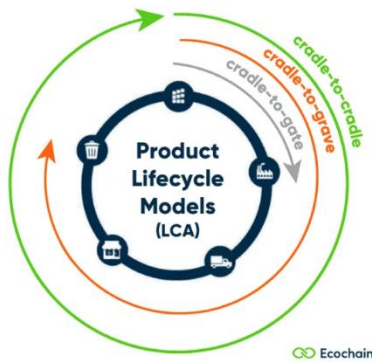 cradle-to-cradle
cradle-to-grave
cradle-to-gate
Product
Lifecycle
Models
(LCA)
Ecochain